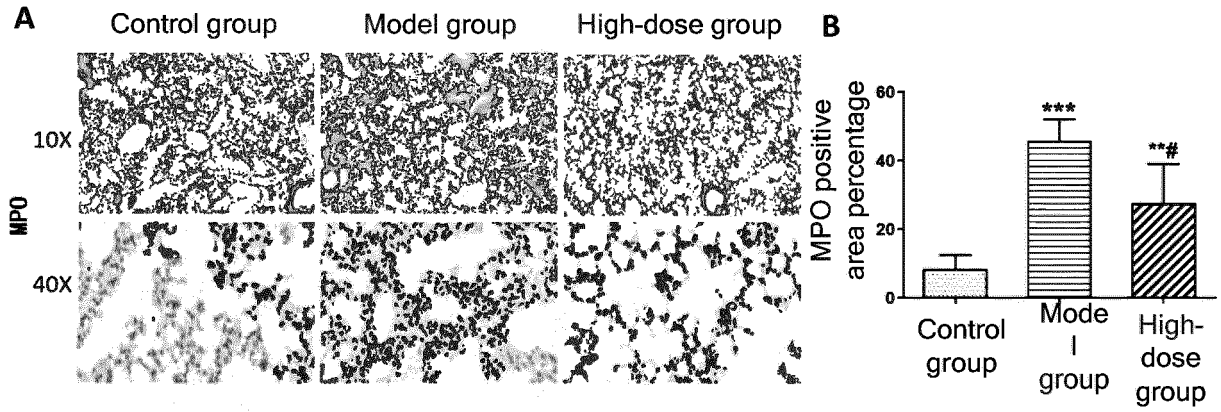 A
Control group
Model group
High-dose group
10X
MPO
40X
B
MPO positive
area percentage
60
40
20
0
***
**#
Control
group
Mode
l
group
High-
dose
group